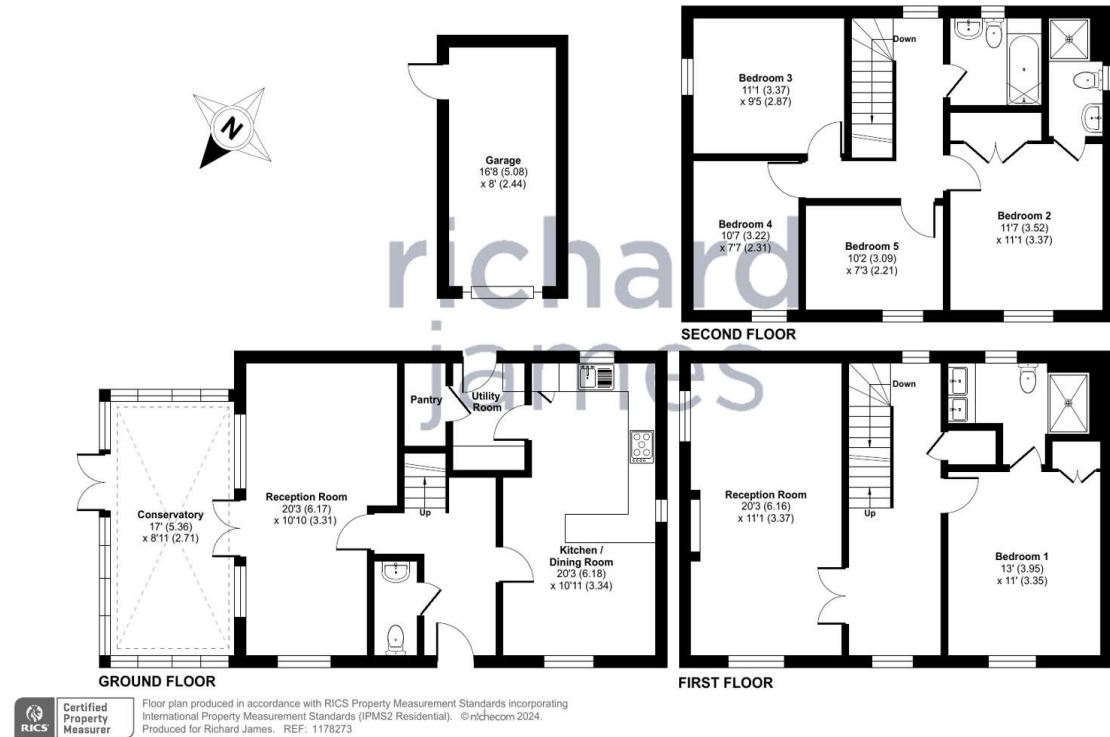 N
Garage
16'8 (5.08)
x 8' (2.44)
Bedroom 3
11'1 (3.37)
x 9'5 (2.87)
Down
Bedroom 4
10'7 (3.22)
x 7'7 (2.31)
Bedroom 5
10'2 (3.09)
x 7'3 (2.21)
Bedroom 2
11'7 (3.52)
x 11'1 (3.37)
SECOND FLOOR
richard
james
Conservatory
17' (5.36)
x 8'11 (2.71)
Reception Room
20'3 (6.17)
x 10'10 (3.31)
Pantry
Utility
Room
Up
Kitchen /
Dining Room
20'3 (6.18)
x 10'11 (3.34)
GROUND FLOOR
Reception Room
20'3 (6.16)
x 11'1 (3.37)
Down
Up
Bedroom 1
13' (3.95)
x 11' (3.35)
FIRST FLOOR
RICS
Certified
Property
Measurer
Floor plan produced in accordance with RICS Property Measurement Standards incorporating
International Property Measurement Standards (IPMS2 Residential). © nichecom 2024.
Produced for Richard James. REF: 1178273